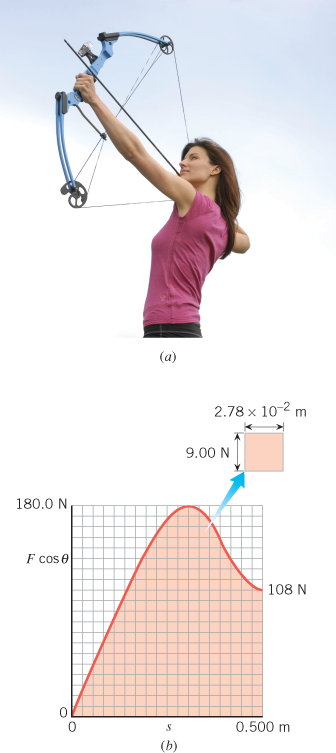 (a)
2.78 × 10⁻² m
9.00 N
180.0 N
F cos θ
108 N
0
0
s
0.500 m
(b)